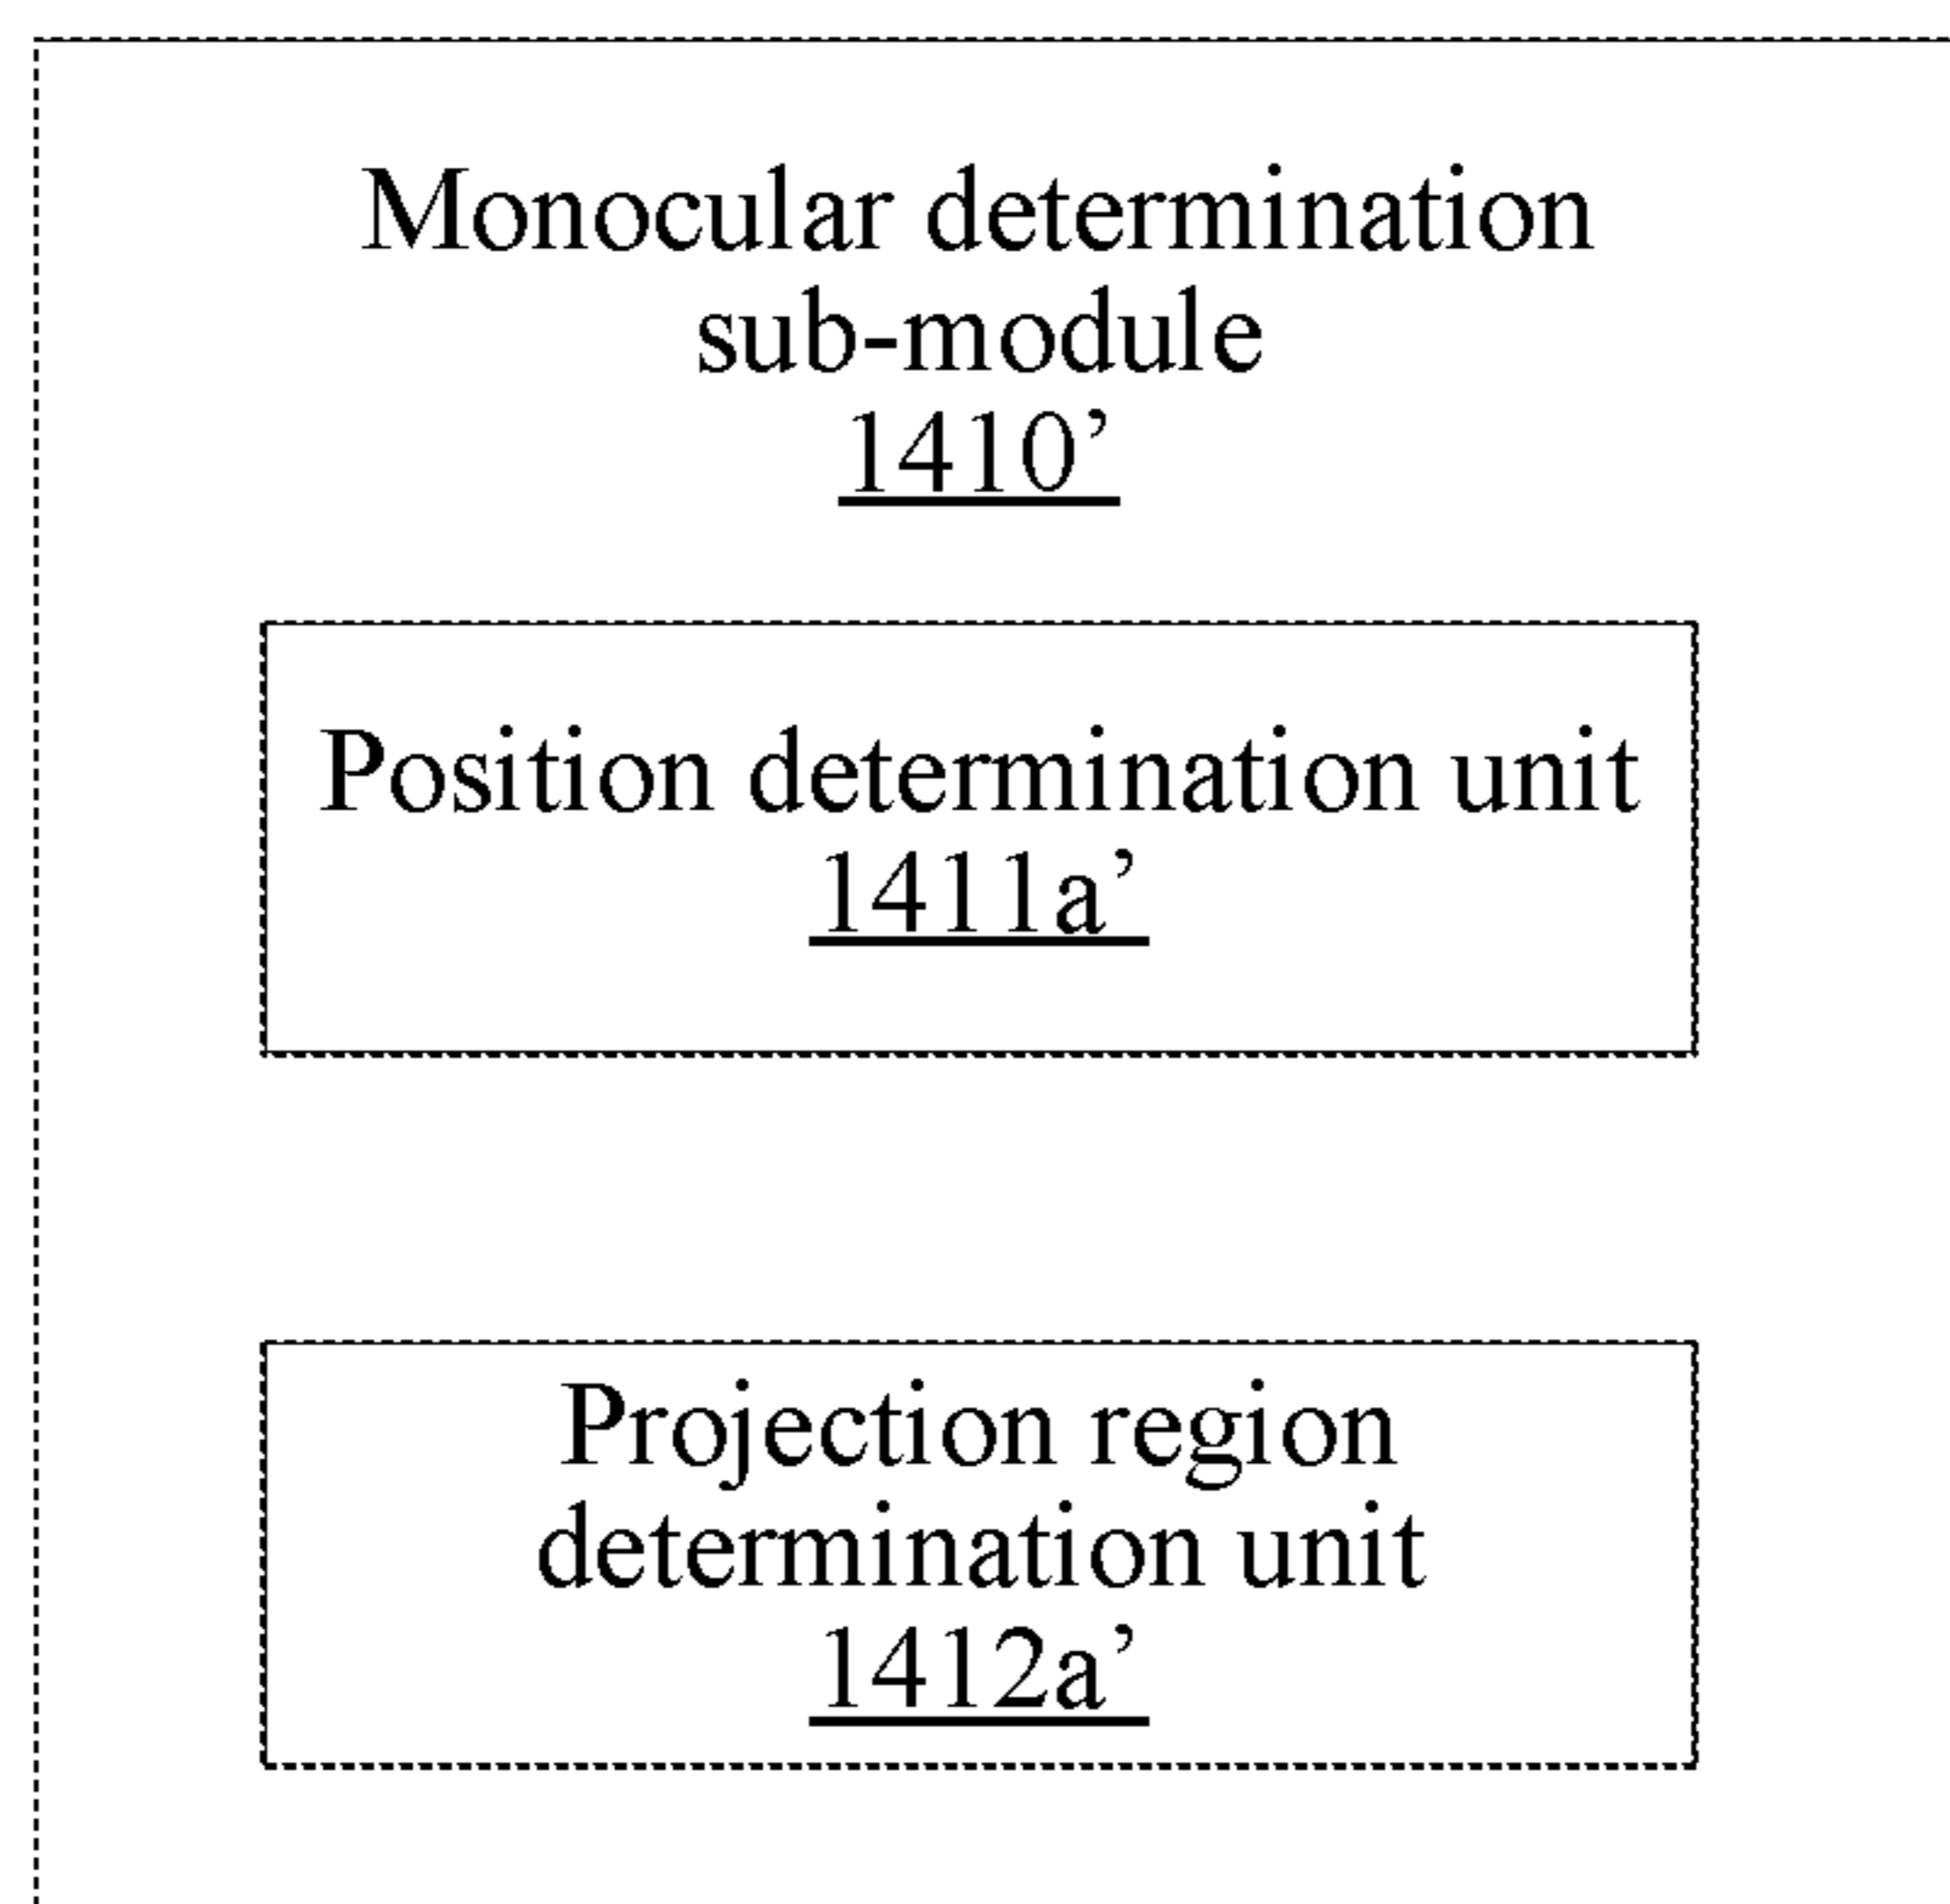 Monocular determination
sub-module
1410’
Position determination unit
1411a’
Projection region
determination unit
1412a’